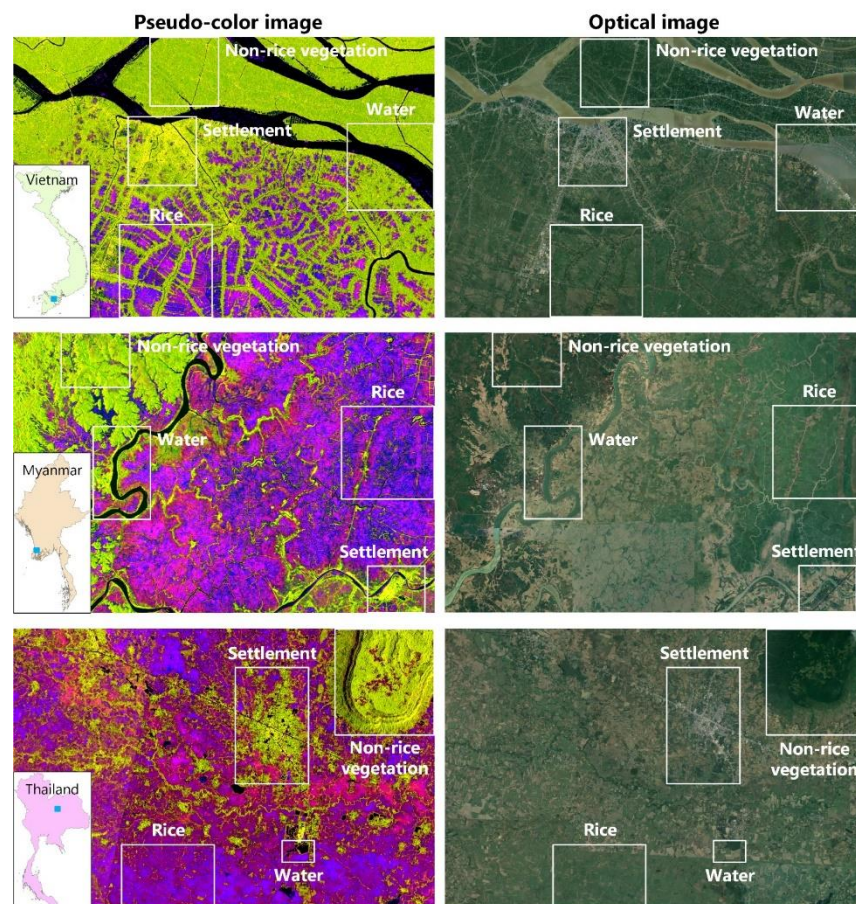 Pseudo-color image
Optical image
Non-rice vegetation
Water
Settlement
Vietnam
Rice
Non-rice vegetation
Water
Settlement
Rice
Non-rice vegetation
Rice
Water
Myanmar
Settlement
Non-rice vegetation
Rice
Water
Settlement
Settlement
Non-rice
vegetation
Thailand
Rice
Water
Settlement
Non-rice
vegetation
Rice
Water